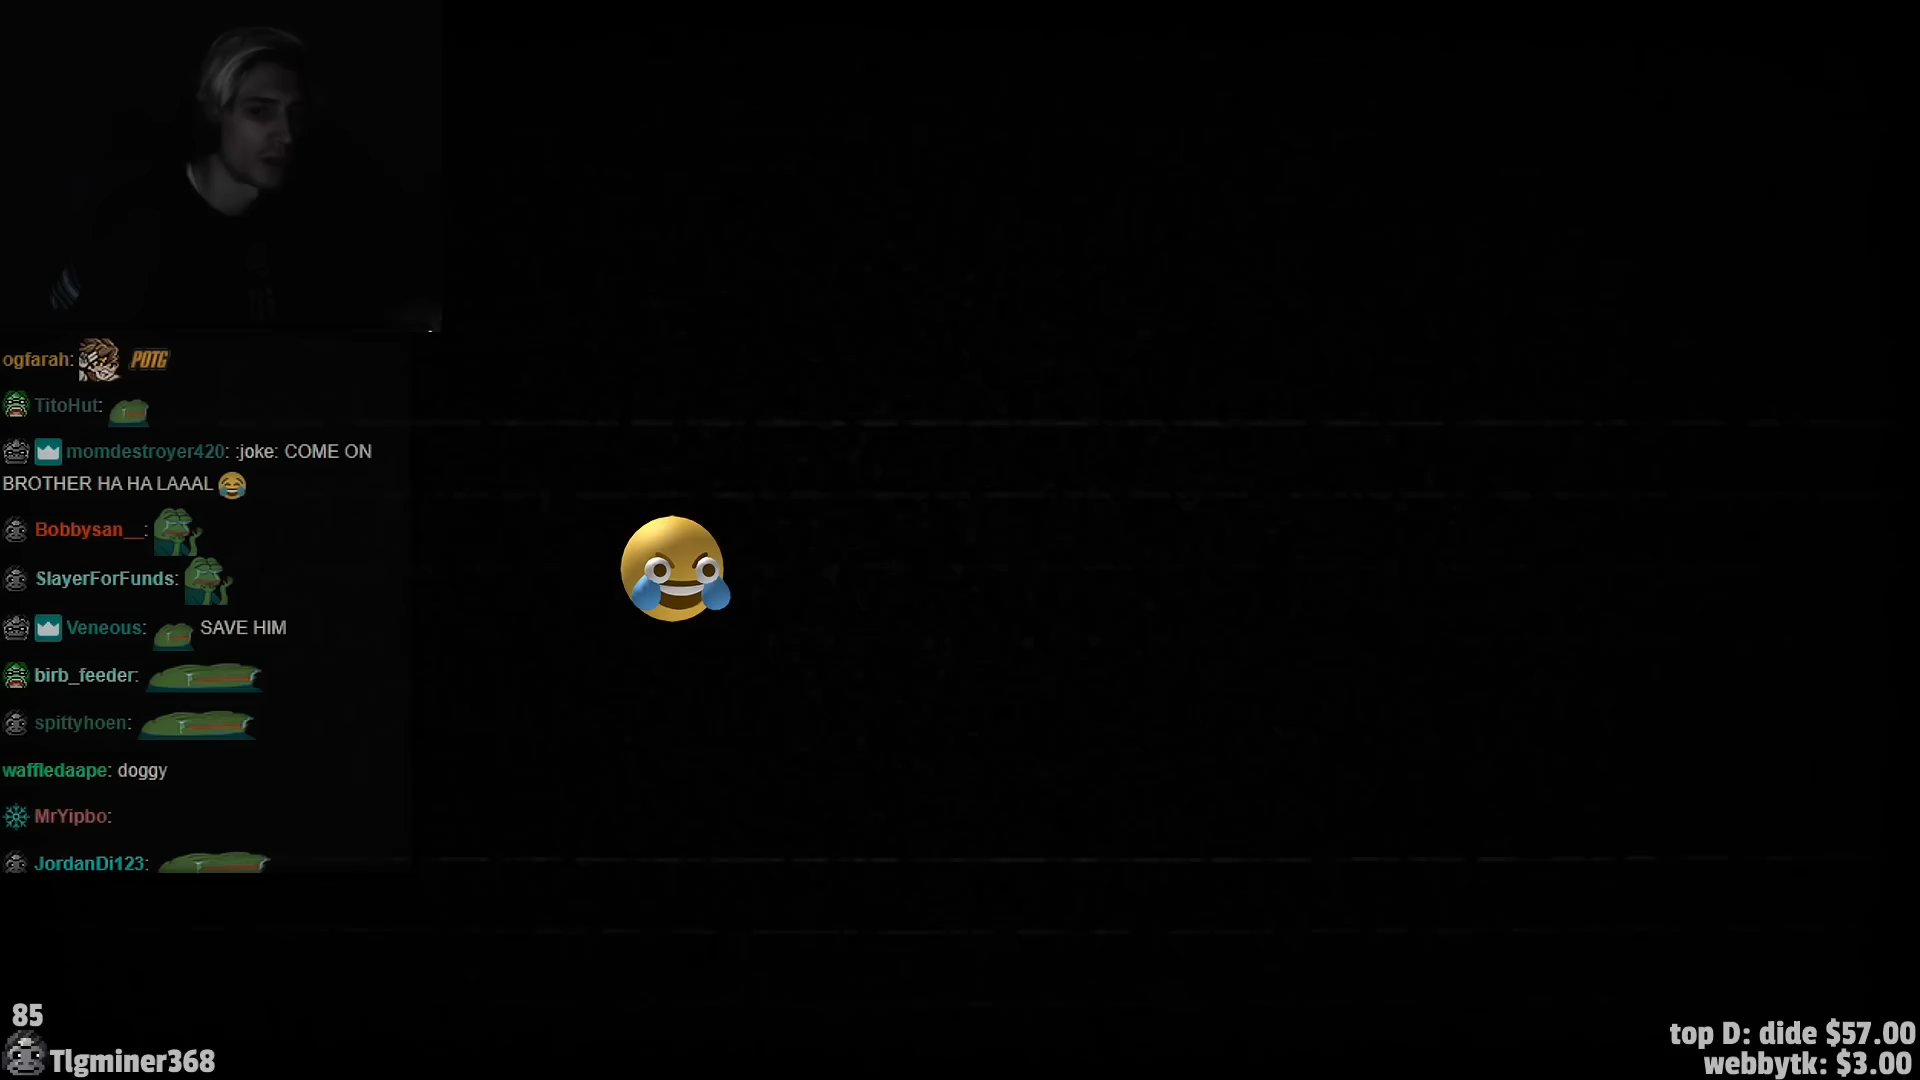 ogfarah: POTG
TitoHut:
momdestroyer420: :joke: COME ON
BROTHER HA HA LAAAL
Bobbysan__:
SlayerForFunds:
Veneous: SAVE HIM
birb_feeder:
spittyhoen:
waffledaape: doggy
MrYipbo:
JordanDi123:
85
Tlgminer368
top D: dide $57.00
webbytk: $3.00